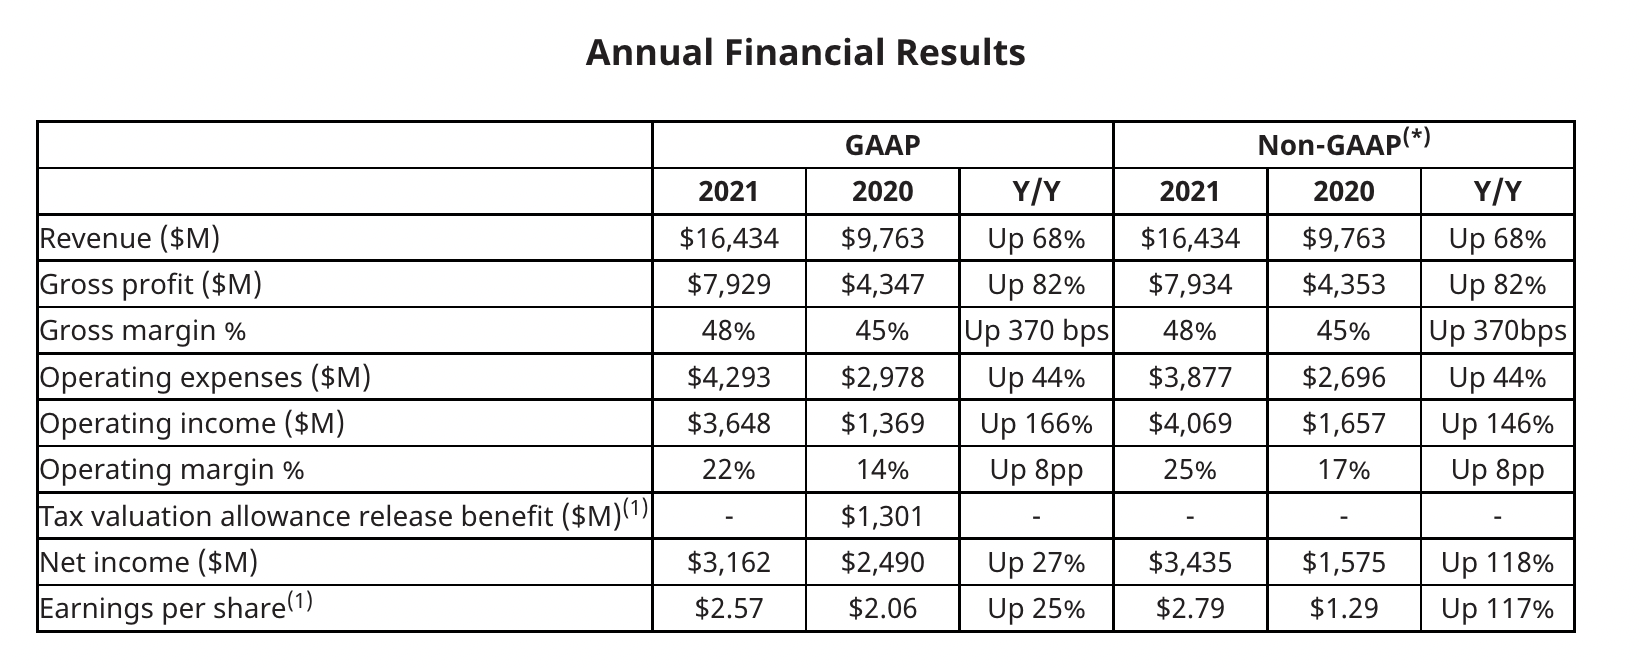 Annual Financial Results
GAAP Non-GAAP(*)
2021 2020 Y/Y 2021 2020 Y/Y
Revenue ($M) $16,434 $9,763 Up 68% $16,434 $9,763 Up 68%
Gross profit ($M) $7,929 $4,347 Up 82% $7,934 $4,353 Up 82%
Gross margin % 48% 45% Up 370 bps 48% 45% Up 370bps
Operating expenses ($M) $4,293 $2,978 Up 44% $3,877 $2,696 Up 44%
Operating income ($M) $3,648 $1,369 Up 166% $4,069 $1,657 Up 146%
Operating margin % 22% 14% Up 8pp 25% 17% Up 8pp
Tax valuation allowance release benefit ($M)(1) - $1,301 - - - -
Net income ($M) $3,162 $2,490 Up 27% $3,435 $1,575 Up 118%
Earnings per share(1) $2.57 $2.06 Up 25% $2.79 $1.29 Up 117%